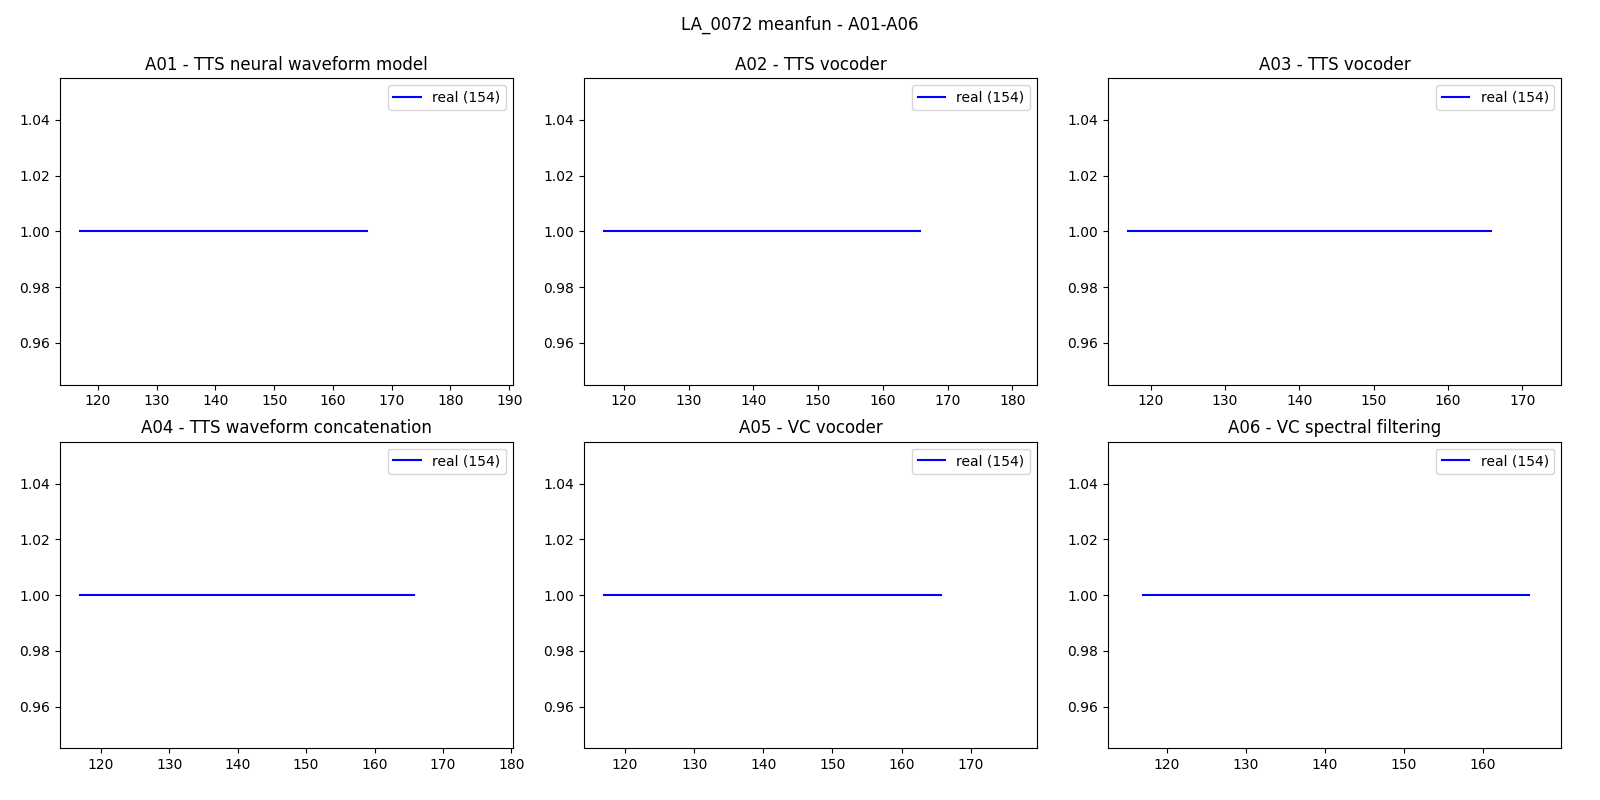 LA_0072 meanfun - A01-A06
A01 - TTS neural waveform model
real (154)
1.04
1.02
1.00
0.98
0.96
120 130 140 150 160 170 180 190
A02 - TTS vocoder
real (154)
1.04
1.02
1.00
0.98
0.96
120 130 140 150 160 170 180
A03 - TTS vocoder
real (154)
1.04
1.02
1.00
0.98
0.96
120 130 140 150 160 170
A04 - TTS waveform concatenation
real (154)
1.04
1.02
1.00
0.98
0.96
120 130 140 150 160 170 180
A05 - VC vocoder
real (154)
1.04
1.02
1.00
0.98
0.96
120 130 140 150 160 170
A06 - VC spectral filtering
real (154)
1.04
1.02
1.00
0.98
0.96
120 130 140 150 160